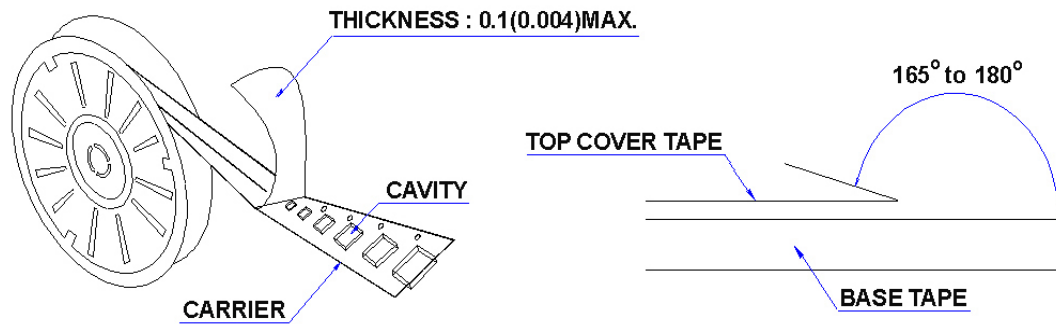 THICKNESS : 0.1(0.004)MAX.
CAVITY
CARRIER
165° to 180°
TOP COVER TAPE
BASE TAPE